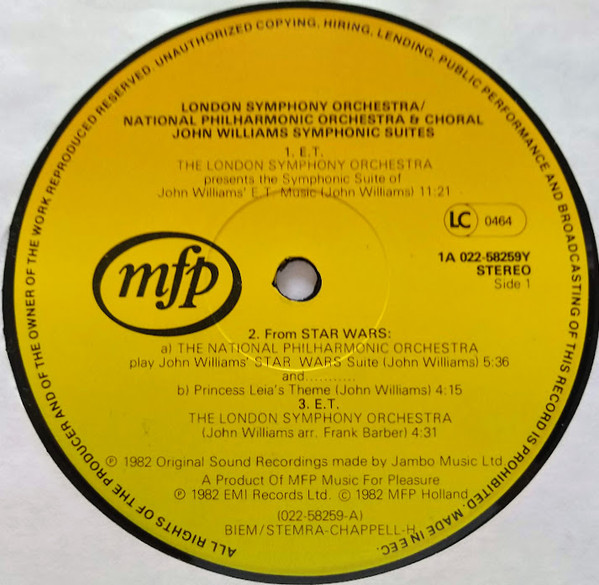 ALL RIGHTS OF THE PRODUCER AND OF THE OWNER OF THE WORK REPRODUCED RESERVED. UNAUTHORIZED COPYING, HIRING, LENDING, PUBLIC PERFORMANCE AND BROADCASTING OF THIS RECORD IS PROHIBITED. MADE IN EEC.
LONDON SYMPHONY ORCHESTRA/
NATIONAL PHILHARMONIC ORCHESTRA & CHORAL
JOHN WILLIAMS SYMPHONIC SUITES
1. E.T.
THE LONDON SYMPHONY ORCHESTRA
presents the Symphonic Suite of
John Williams' E.T. Music (John Williams) 11:21
LC 0464
mfp
1A 022-58259Y
STEREO
Side 1
2. From STAR WARS:
a) THE NATIONAL PHILHARMONIC ORCHESTRA
play John Williams' STAR WARS Suite (John Williams) 5:36
and...........
b) Princess Leia's Theme (John Williams) 4:15
3. E.T.
THE LONDON SYMPHONY ORCHESTRA
(John Williams arr. Frank Barber) 4:31
℗ 1982 Original Sound Recordings made by Jambo Music Ltd
A Product Of MFP Music For Pleasure
℗ 1982 EMI Records Ltd. © 1982 MFP Holland
(022-58259-A)
BIEM/STEMRA-CHAPPELL-H